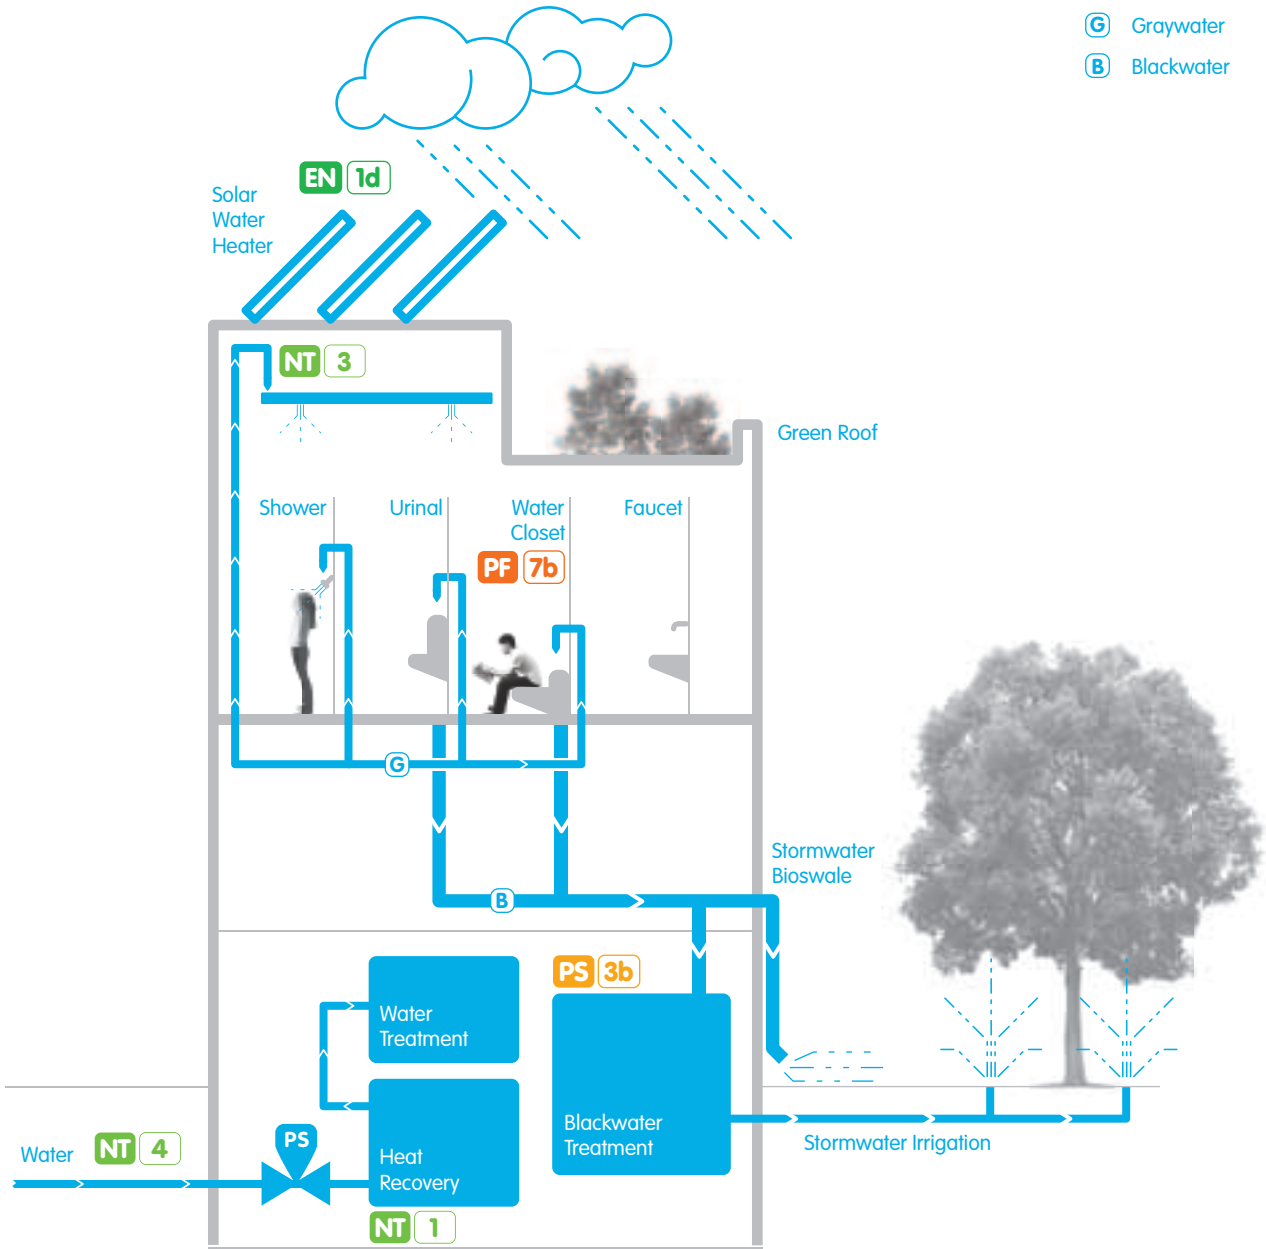 G Graywater
B Blackwater
EN 1d
Solar
Water
Heater
NT 3
Green Roof
Shower
Urinal
Water
Closet
Faucet
PF 7b
G
Stormwater
Bioswale
B
PS 3b
Water
Treatment
Blackwater
Treatment
Stormwater Irrigation
PS
Water NT 4
Heat
Recovery
NT 1